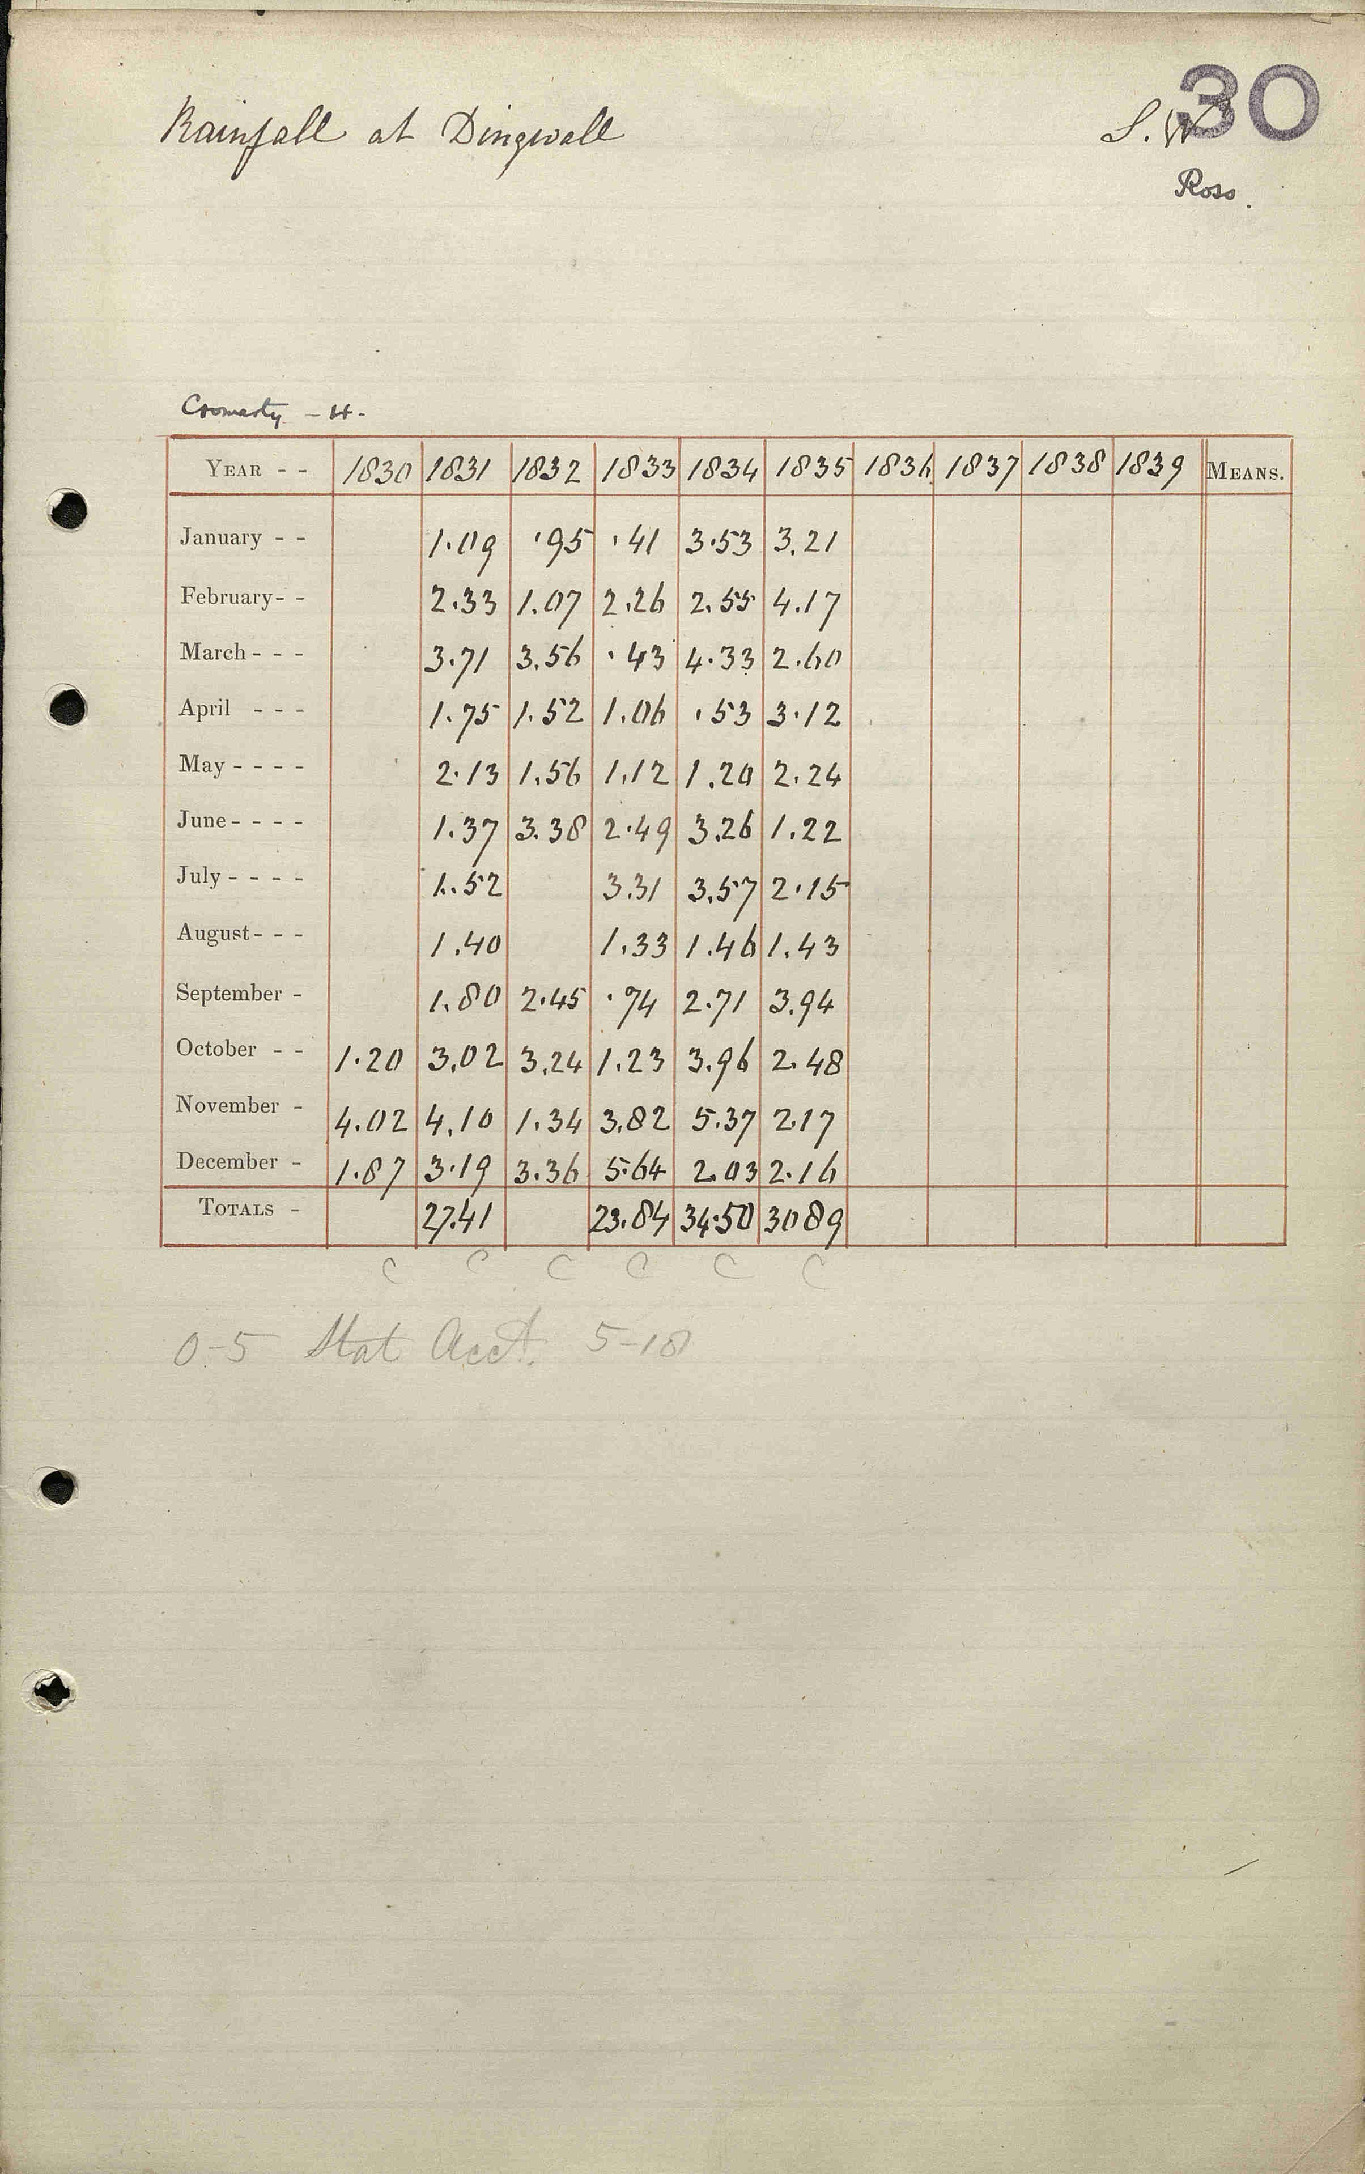 30
Rainfall at Dingwall S. W
Ross.
Cromarty - H.
YEAR - - 1830 1831 1832 1833 1834 1835 1836 1837 1838 1839 MEANS.
January - - 1.09 .95 .41 3.53 3.21
February - - 2.33 1.07 2.26 2.55 4.17
March - - - 3.71 3.56 .43 4.33 2.60
April - - - 1.75 1.52 1.06 .53 3.12
May - - - - 2.13 1.56 1.12 1.20 2.24
June - - - - 1.37 3.38 2.49 3.26 1.22
July - - - - 1.52 3.31 3.57 2.15
August - - - 1.40 1.33 1.46 1.43
September - 1.80 2.45 .74 2.71 3.94
October - - 1.20 3.02 3.24 1.23 3.96 2.48
November - 4.02 4.10 1.34 3.82 5.37 2.17
December - 1.87 3.19 3.36 5.64 2.03 2.16
TOTALS - 27.41 23.84 34.50 30 89
C C C C C C
0-5 Stat Acct. 5-18